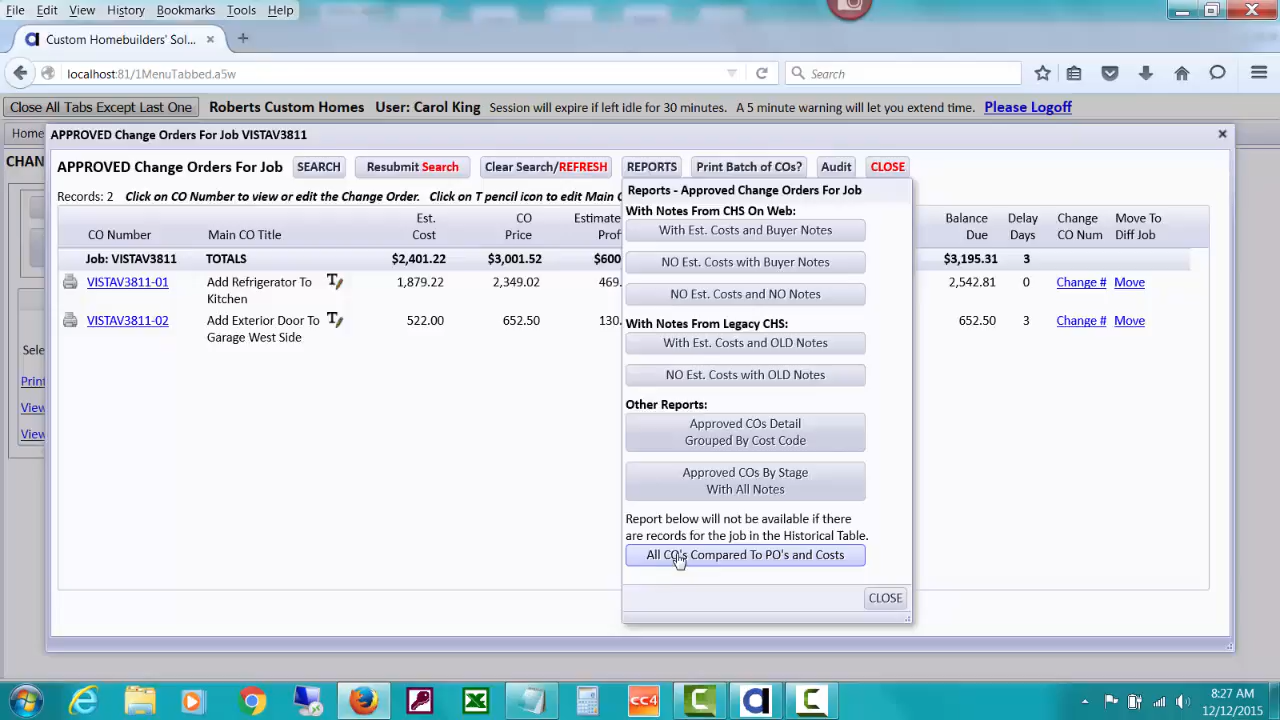 File Edit View History Bookmarks Tools Help
Custom Homebuilders' Sol...
localhost:81/1MenuTabbed.a5w
Search
Close All Tabs Except Last One Roberts Custom Homes User: Carol King Session will expire if left idle for 30 minutes. A 5 minute warning will let you extend time. Please Logoff
Home
APPROVED Change Orders For Job VISTAV3811
CHAN
APPROVED Change Orders For Job SEARCH Resubmit Search Clear Search/REFRESH REPORTS Print Batch of COs? Audit CLOSE
Records: 2 Click on CO Number to view or edit the Change Order. Click on T pencil icon to edit Main C
Est. CO Estimate Balance Delay Change Move To
CO Number Main CO Title Cost Price Prof Due Days CO Num Diff Job
Job: VISTAV3811 TOTALS $2,401.22 $3,001.52 $600 $3,195.31 3
VISTAV3811-01 Add Refrigerator To 1,879.22 2,349.02 469. 2,542.81 0 Change # Move
Kitchen
VISTAV3811-02 Add Exterior Door To 522.00 652.50 130. 652.50 3 Change # Move
Garage West Side
Sele
Print
View
View
Reports - Approved Change Orders For Job
With Notes From CHS On Web:
With Est. Costs and Buyer Notes
NO Est. Costs with Buyer Notes
NO Est. Costs and NO Notes
With Notes From Legacy CHS:
With Est. Costs and OLD Notes
NO Est. Costs with OLD Notes
Other Reports:
Approved COs Detail
Grouped By Cost Code
Approved COs By Stage
With All Notes
Report below will not be available if there
are records for the job in the Historical Table.
All CO's Compared To PO's and Costs
CLOSE
CC4
8:27 AM
12/12/2015